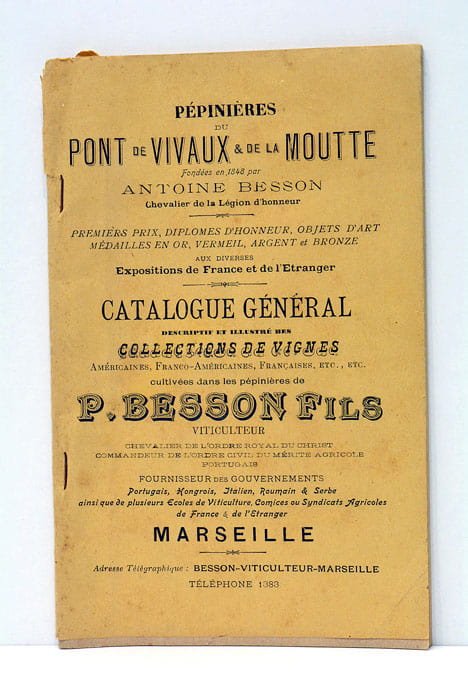 PÉPINIÈRES
DU
PONT DE VIVAUX & DE LA MOUTTE
Fondées en 1848 par
ANTOINE BESSON
Chevalier de la Légion d'honneur
PREMIERS PRIX, DIPLOMES D'HONNEUR, OBJETS D'ART
MÉDAILLES EN OR, VERMEIL, ARGENT et BRONZE
AUX DIVERSES
Expositions de France et de l'Etranger
CATALOGUE GÉNÉRAL
DESCRIPTIF ET ILLUSTRÉ DES
COLLECTIONS DE VIGNES
AMÉRICAINES, FRANCO-AMÉRICAINES, FRANÇAISES, ETC., ETC.
cultivées dans les pépinières de
P. BESSON FILS
VITICULTEUR
CHEVALIER DE L'ORDRE ROYAL DU CHRIST
COMMANDEUR DE L'ORDRE CIVIL DU MÉRITE AGRICOLE
PORTUGAIS
FOURNISSEUR DES GOUVERNEMENTS
Portugais, Hongrois, Italien, Roumain & Serbe
ainsi que de plusieurs Ecoles de Viticulture, Comices ou Syndicats Agricoles
de France & de l'Etranger
MARSEILLE
Adresse Télégraphique : BESSON-VITICULTEUR-MARSEILLE
TÉLÉPHONE 1383